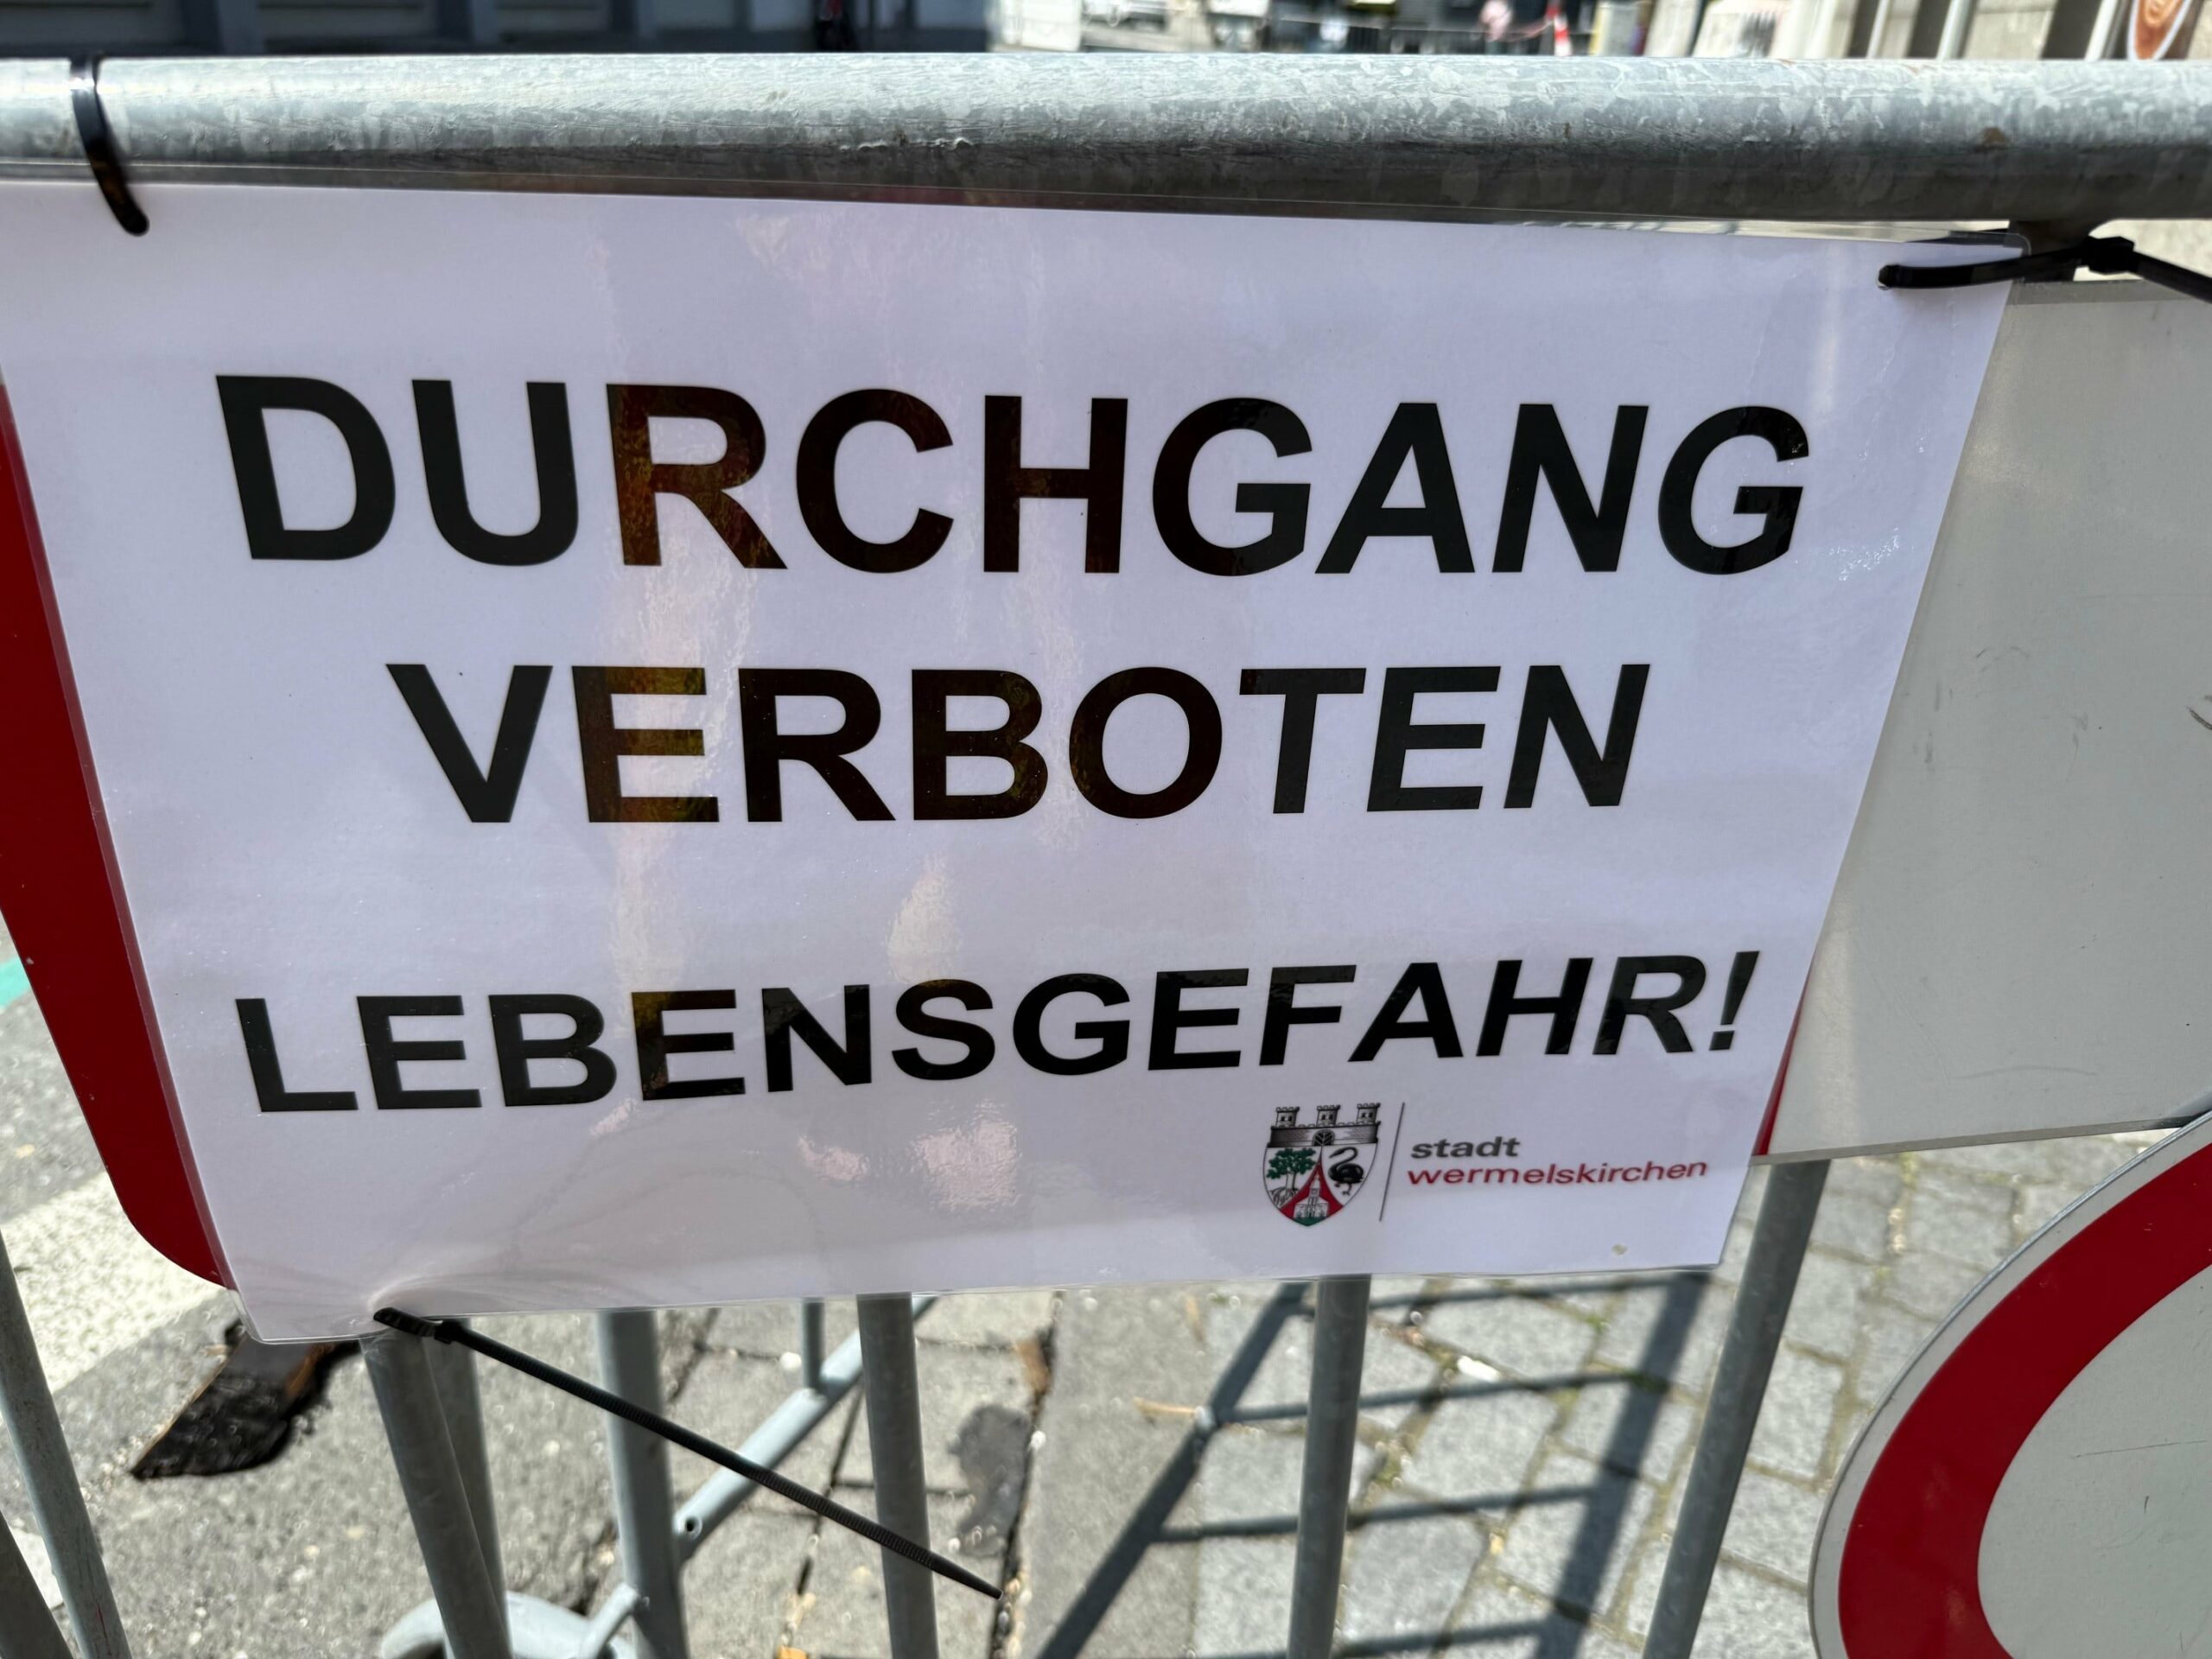 DURCHGANG
VERBOTEN
LEBENSGEFAHR!
stadt
wermelskirchen